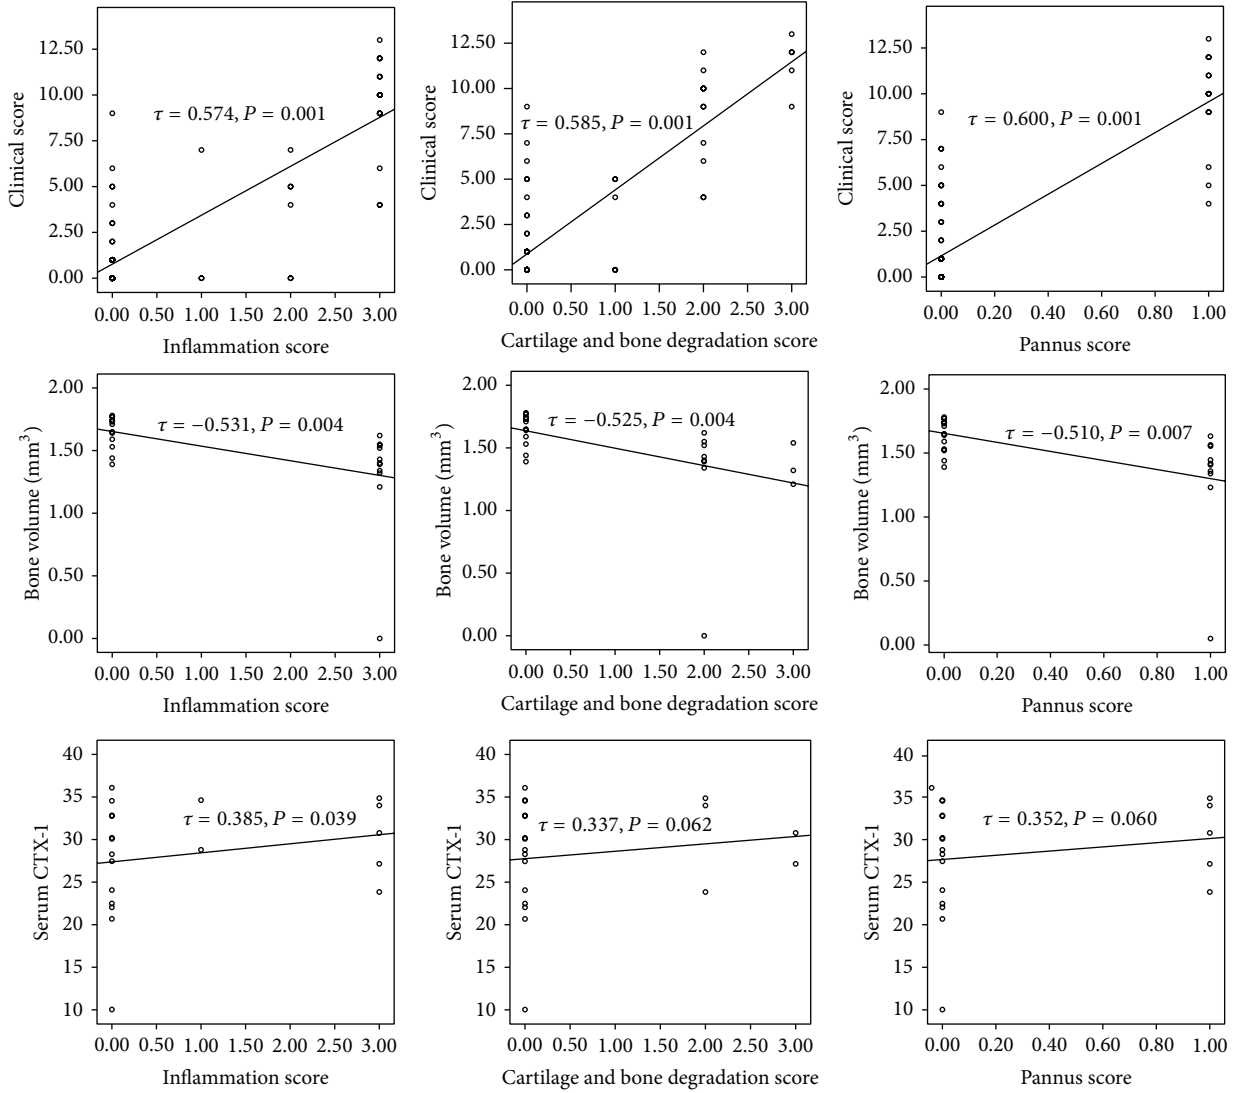 Clinical score
12.50
10.00
7.50
5.00
2.50
0.00
τ = 0.574, P = 0.001
0.00 0.50 1.00 1.50 2.00 2.50 3.00
Inflammation score
Clinical score
12.50
10.00
7.50
5.00
2.50
0.00
τ = 0.585, P = 0.001
0.00 0.50 1.00 1.50 2.00 2.50 3.00
Cartilage and bone degradation score
Clinical score
12.50
10.00
7.50
5.00
2.50
0.00
τ = 0.600, P = 0.001
0.00 0.20 0.40 0.60 0.80 1.00
Pannus score
Bone volume (mm³)
2.00
1.50
1.00
0.50
0.00
τ = −0.531, P = 0.004
0.00 0.50 1.00 1.50 2.00 2.50 3.00
Inflammation score
Bone volume (mm³)
2.00
1.50
1.00
0.50
0.00
τ = −0.525, P = 0.004
0.00 0.50 1.00 1.50 2.00 2.50 3.00
Cartilage and bone degradation score
Bone volume (mm³)
2.00
1.50
1.00
0.50
0.00
τ = −0.510, P = 0.007
0.00 0.20 0.40 0.60 0.80 1.00
Pannus score
Serum CTX-1
40
35
30
25
20
15
10
τ = 0.385, P = 0.039
0.00 0.50 1.00 1.50 2.00 2.50 3.00
Inflammation score
Serum CTX-1
40
35
30
25
20
15
10
τ = 0.337, P = 0.062
0.00 0.50 1.00 1.50 2.00 2.50 3.00
Cartilage and bone degradation score
Serum CTX-1
40
35
30
25
20
15
10
τ = 0.352, P = 0.060
0.00 0.20 0.40 0.60 0.80 1.00
Pannus score